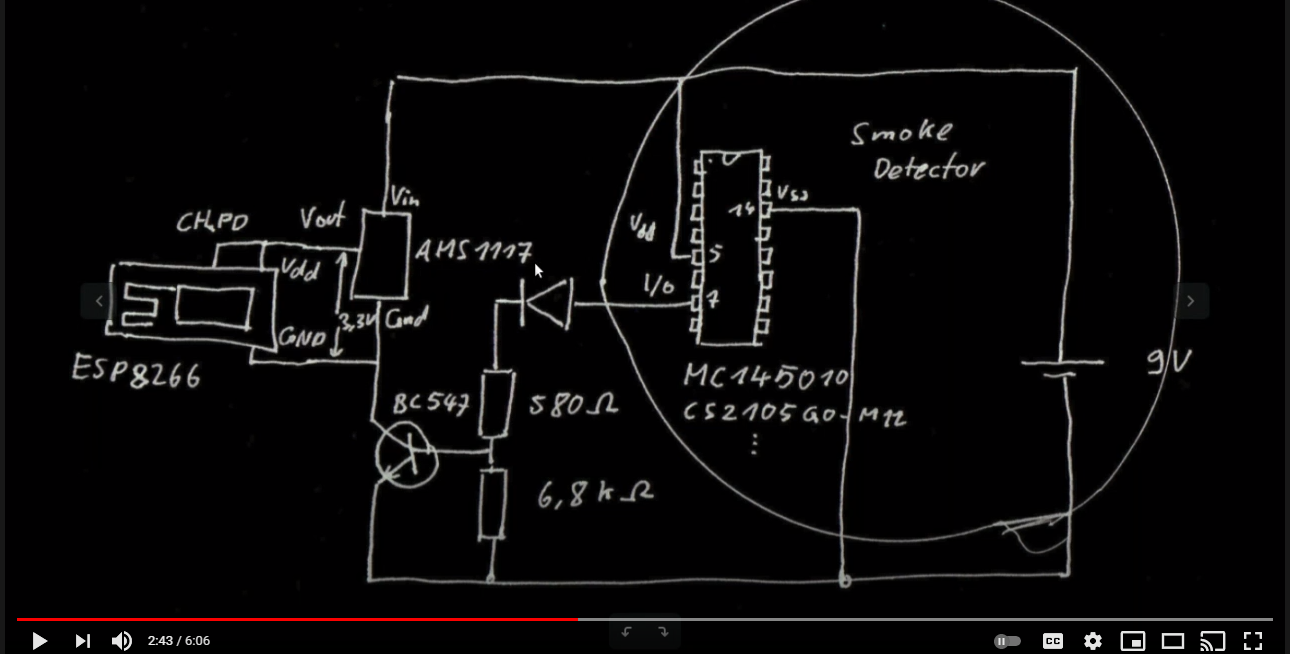 Smoke
Detector
Vin
CH_PD
Vout
AMS1117
Vdd
3,3V
Gnd
GND
ESP8266
Vdd
I/O
5
7
14
Vss
MC145010
CS2105GO-M12
9V
BC547
580Ω
6,8kΩ
2:43 / 6:06
CC